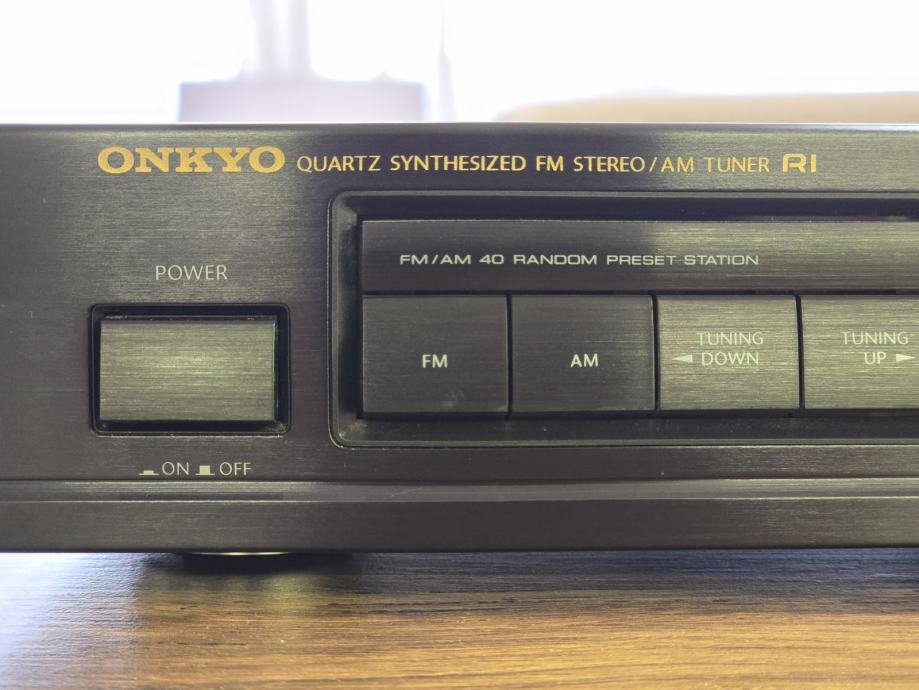 ONKYO QUARTZ SYNTHESIZED FM STEREO/AM TUNER RI
FM/AM 40 RANDOM PRESET STATION
POWER
FM
AM
TUNING
DOWN
TUNING
UP
ON OFF